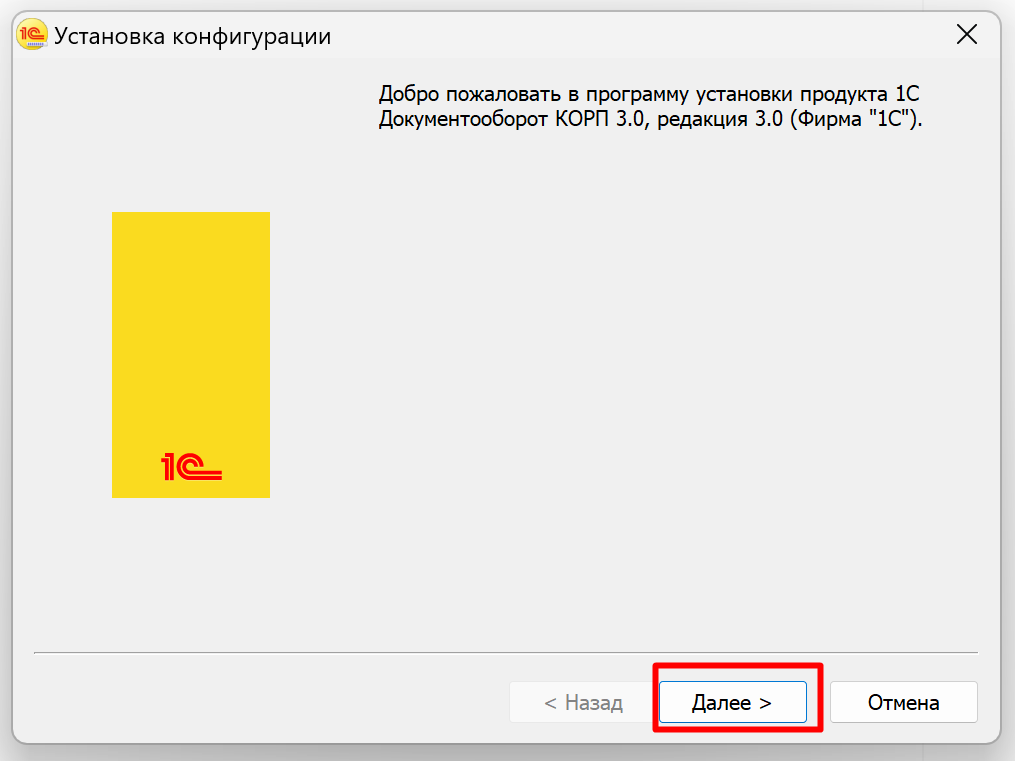 1С Установка конфигурации
Добро пожаловать в программу установки продукта 1С
Документооборот КОРП 3.0, редакция 3.0 (Фирма "1С").
1С
< Назад
Далее >
Отмена